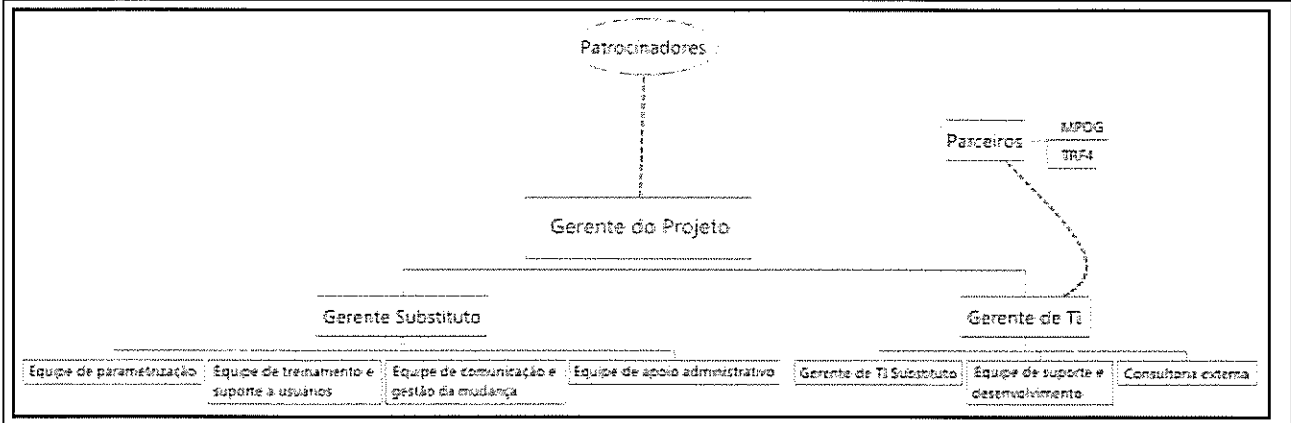 Patrocinadores
Parceiros
MPOG
TRF4
Gerente do Projeto
Gerente Substituto
Gerente de TI
Equipe de parametrização
Equipe de treinamento e
suporte a usuários
Equipe de comunicação e
gestão da mudança
Equipe de apoio administrativo
Gerente de TI Substituto
Equipe de suporte e
desenvolvimento
Consultoria externa